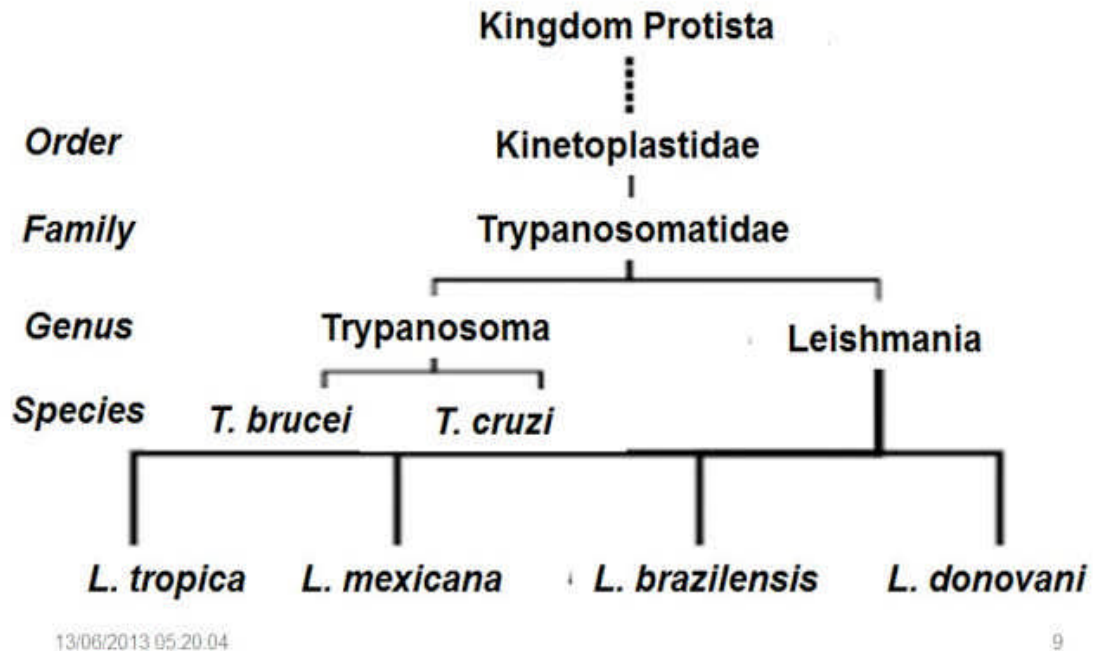 Kingdom Protista
Order Kinetoplastidae
Family Trypanosomatidae
Genus Trypanosoma Leishmania
Species T. brucei T. cruzi
L. tropica L. mexicana L. brazilensis L. donovani
13/06/2013 05:20:04 9